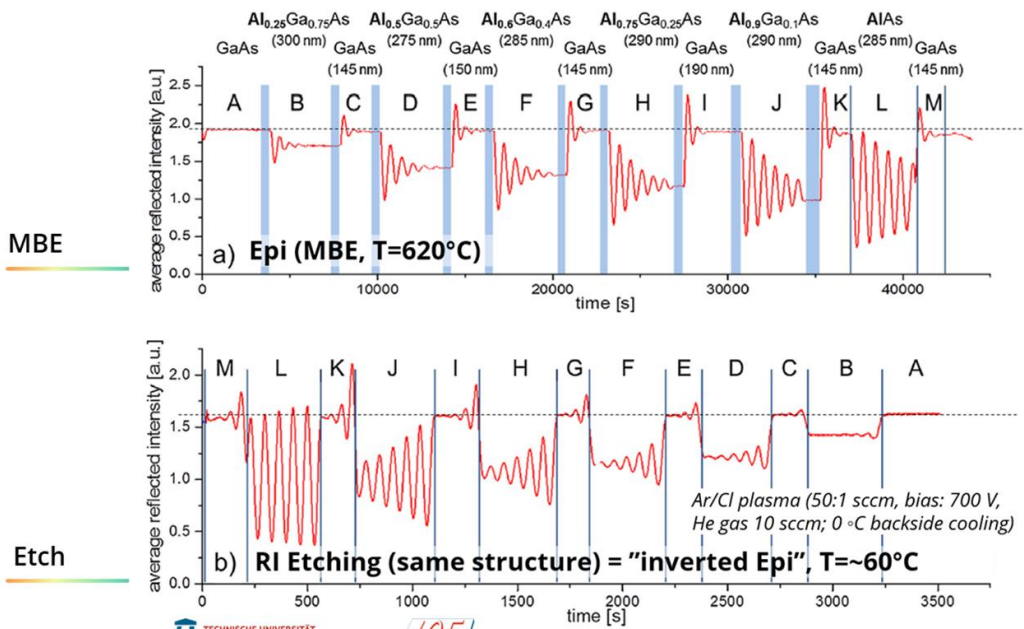 Al0.25Ga0.75As Al0.5Ga0.5As Al0.6Ga0.4As Al0.75Ga0.25As Al0.9Ga0.1As AlAs
(300 nm) (275 nm) (285 nm) (290 nm) (290 nm) (285 nm)
GaAs GaAs GaAs GaAs GaAs GaAs GaAs
(145 nm) (150 nm) (145 nm) (190 nm) (145 nm) (145 nm)
MBE
average reflected intensity [a.u.]
2.5
2.0
1.5
1.0
0.5
0.0
A B C D E F G H I J K L M
a) Epi (MBE, T=620°C)
0 10000 20000 30000 40000
time [s]
Etch
average reflected intensity [a.u.]
2.0
1.5
1.0
0.5
0.0
M L K J I H G F E D C B A
Ar/Cl plasma (50:1 sccm, bias: 700 V,
He gas 10 sccm; 0 ◦C backside cooling)
b) RI Etching (same structure) = ”inverted Epi”, T=~60°C
0 500 1000 1500 2000 2500 3000 3500
time [s]
TECHNISCHE UNIVERSITÄT